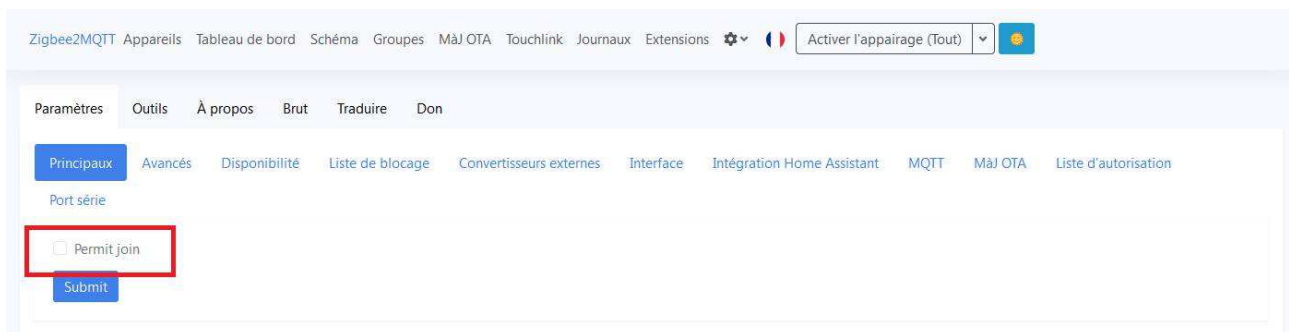 Zigbee2MQTT Appareils Tableau de bord Schéma Groupes MàJ OTA Touchlink Journaux Extensions Activer l'appairage (Tout)
Paramètres Outils À propos Brut Traduire Don
Principaux Avancés Disponibilité Liste de blocage Convertisseurs externes Interface Intégration Home Assistant MQTT MàJ OTA Liste d'autorisation
Port série
Permit join
Submit